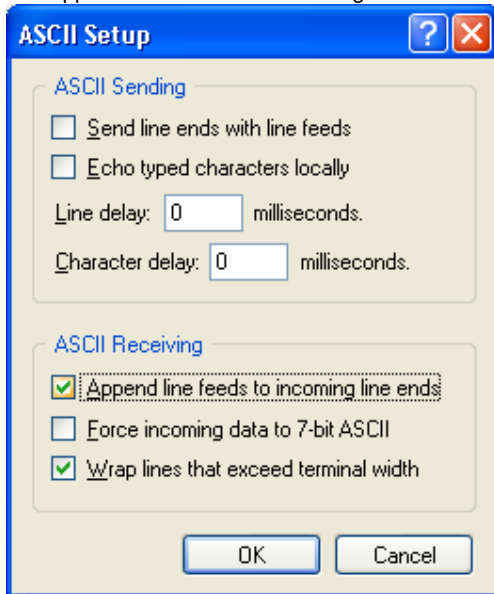 ASCII Setup
ASCII Sending
Send line ends with line feeds
Echo typed characters locally
Line delay: 0 milliseconds.
Character delay: 0 milliseconds.
ASCII Receiving
Append line feeds to incoming line ends
Force incoming data to 7-bit ASCII
Wrap lines that exceed terminal width
OK Cancel